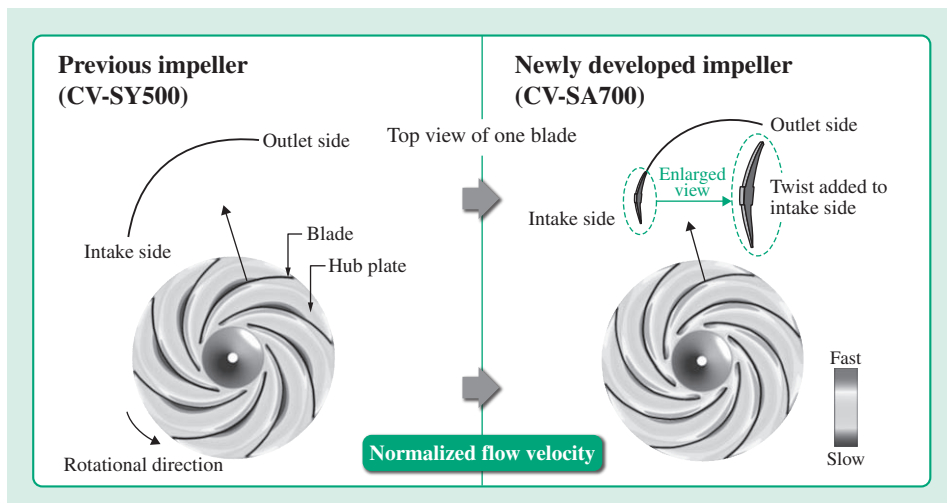 Previous impeller
(CV-SY500)
Newly developed impeller
(CV-SA700)
Outlet side
Top view of one blade
Outlet side
Enlarged
view
Twist added to
intake side
Intake side
Intake side
Blade
Hub plate
Fast
Slow
Rotational direction
Normalized flow velocity